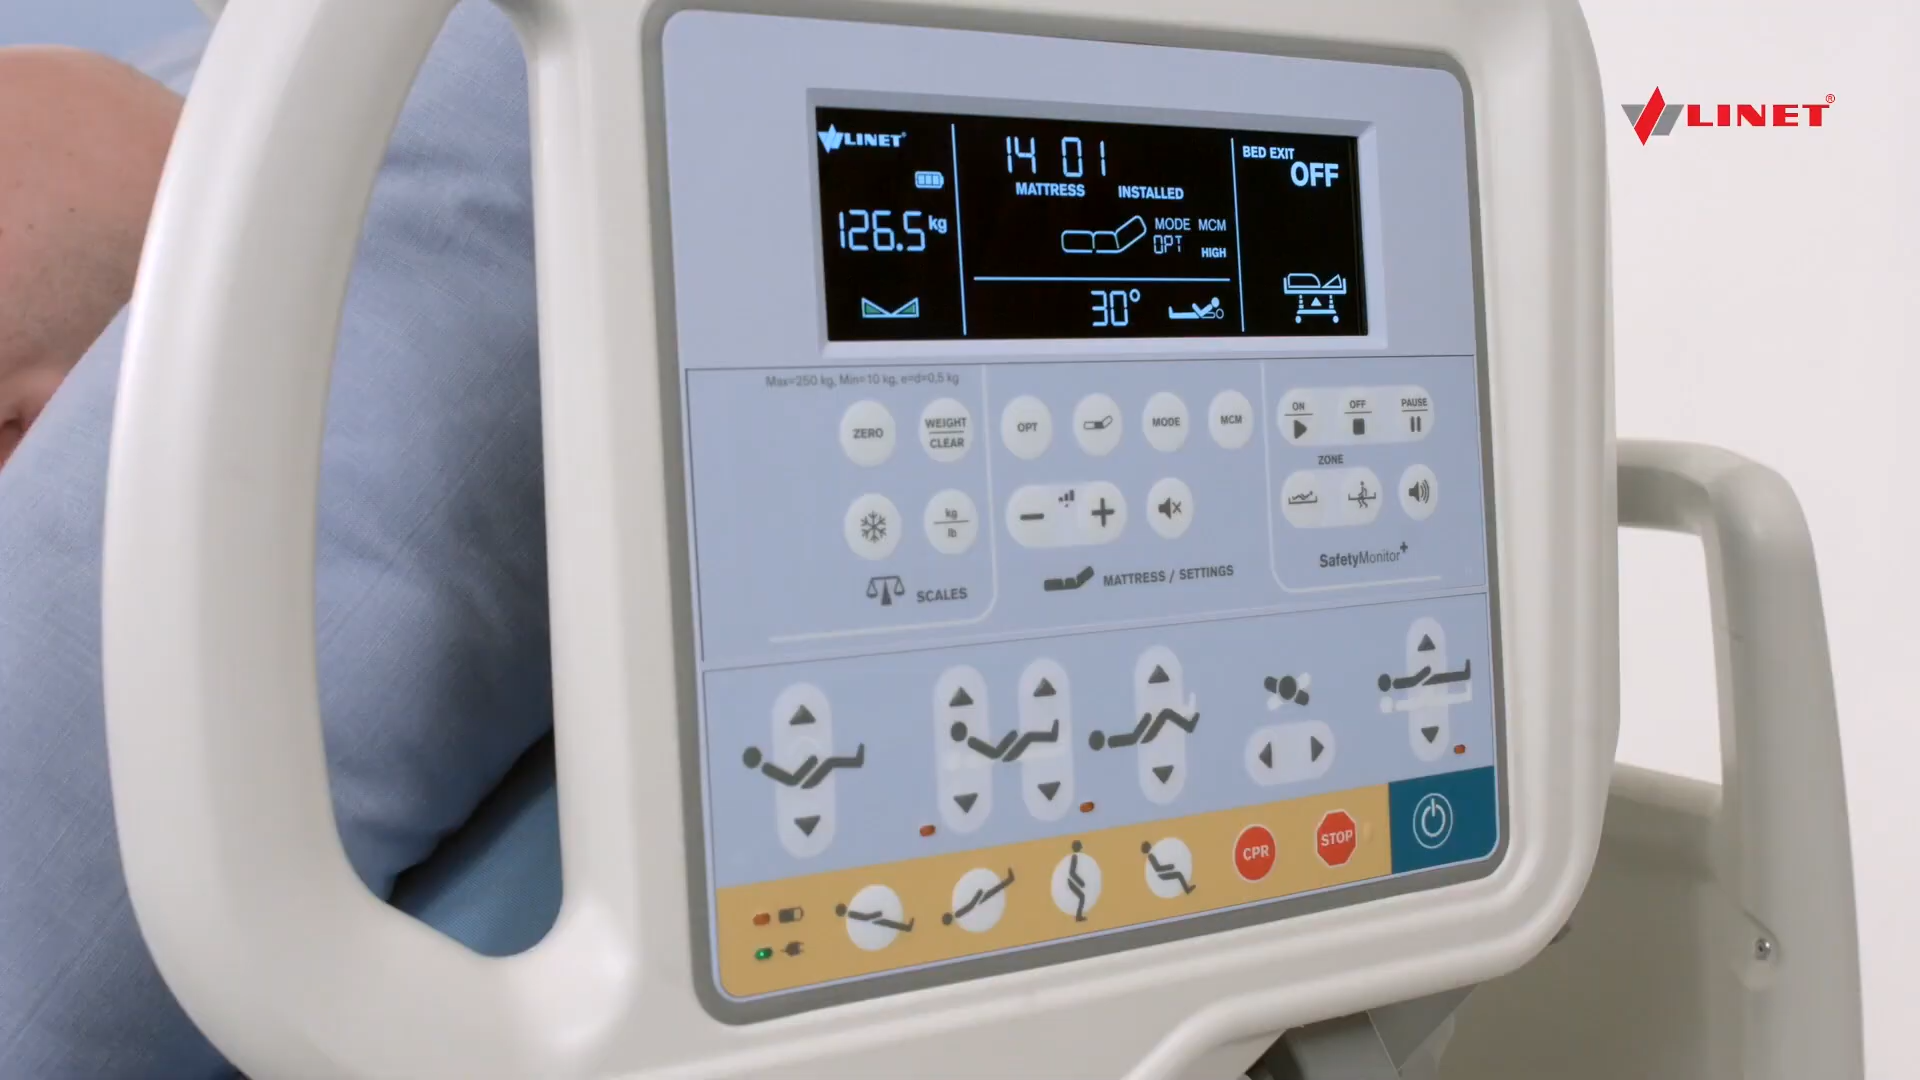 LINET®
LINET®
126.5 kg
14 01
MATTRESS INSTALLED
MODE MCM
OPT
HIGH
30°
BED EXIT
OFF
Max=250 kg, Min=10 kg, e=d=0,5 kg
ZERO
WEIGHT
CLEAR
kg
lb
SCALES
OPT
MODE
MCM
MATTRESS / SETTINGS
ON
OFF
PAUSE
ZONE
SafetyMonitor+
CPR
STOP